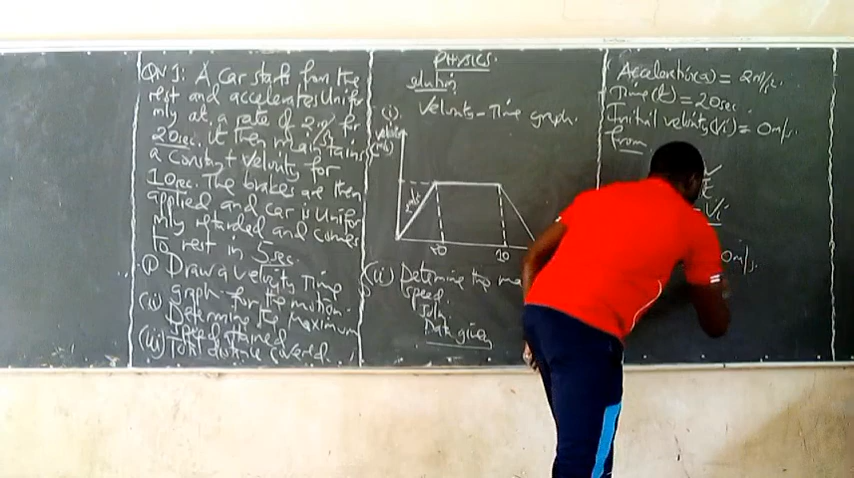 QN 1: A car starts from the
rest and accelerates Unifor
mly at a rate of 2m/s² for
20sec. it then maintains
a constant velocity for
10sec. The brakes are then
applied and car is Unifor
mly retarded and comes
to rest in 5sec.
(i) Draw a velocity Time
graph for the motion.
(ii) Determine the maximum
speed attained
(iii) Total distance covered.
PHYSICS.
solution
(i). Velocity - Time graph.
velocity
(m/s)
20
10
(ii) Determine the
speed.
Soln
Data given
Acceleration(a) = 2m/s².
Time(t) = 20sec.
Initial velocity(Vi) = 0m/s.
from
t
Vi
0m/s.